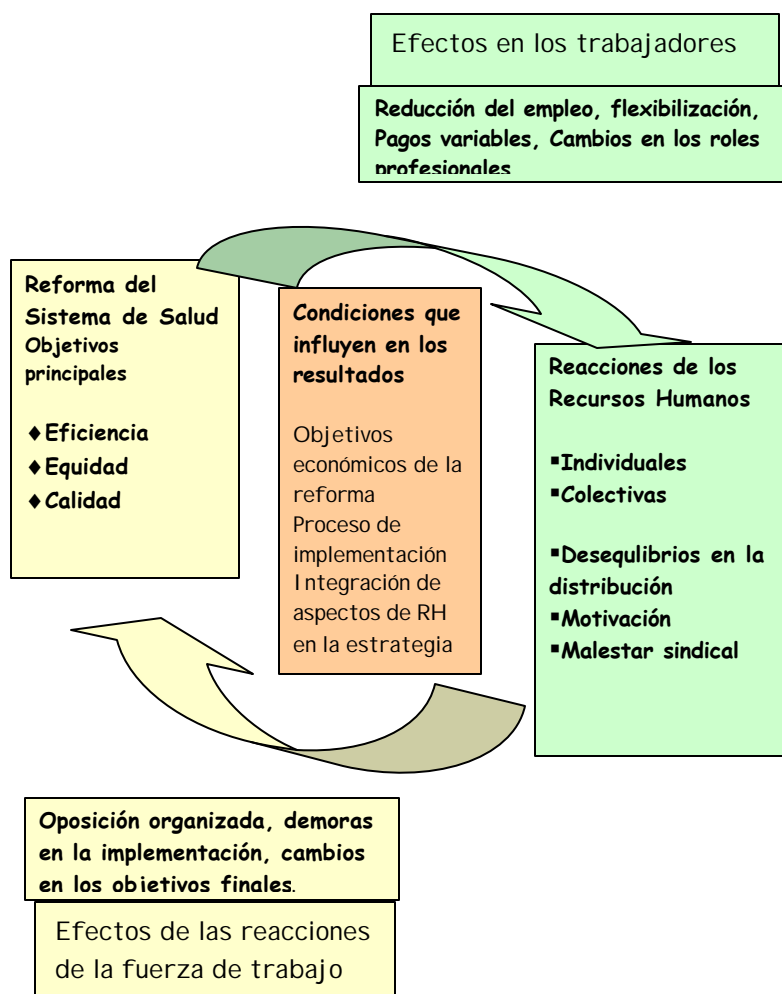 Efectos en los trabajadores
Reducción del empleo, flexibilización,
Pagos variables, Cambios en los roles
profesionales
Reforma del
Sistema de Salud
Objetivos
principales
♦Eficiencia
♦Equidad
♦Calidad
Condiciones que
influyen en los
resultados
Objetivos
económicos de la
reforma
Proceso de
implementación
Integración de
aspectos de RH
en la estrategia
Reacciones de los
Recursos Humanos
▪Individuales
▪Colectivas
▪Desequlibrios en la
distribución
▪Motivación
▪Malestar sindical
Oposición organizada, demoras
en la implementación, cambios
en los objetivos finales.
Efectos de las reacciones
de la fuerza de trabajo